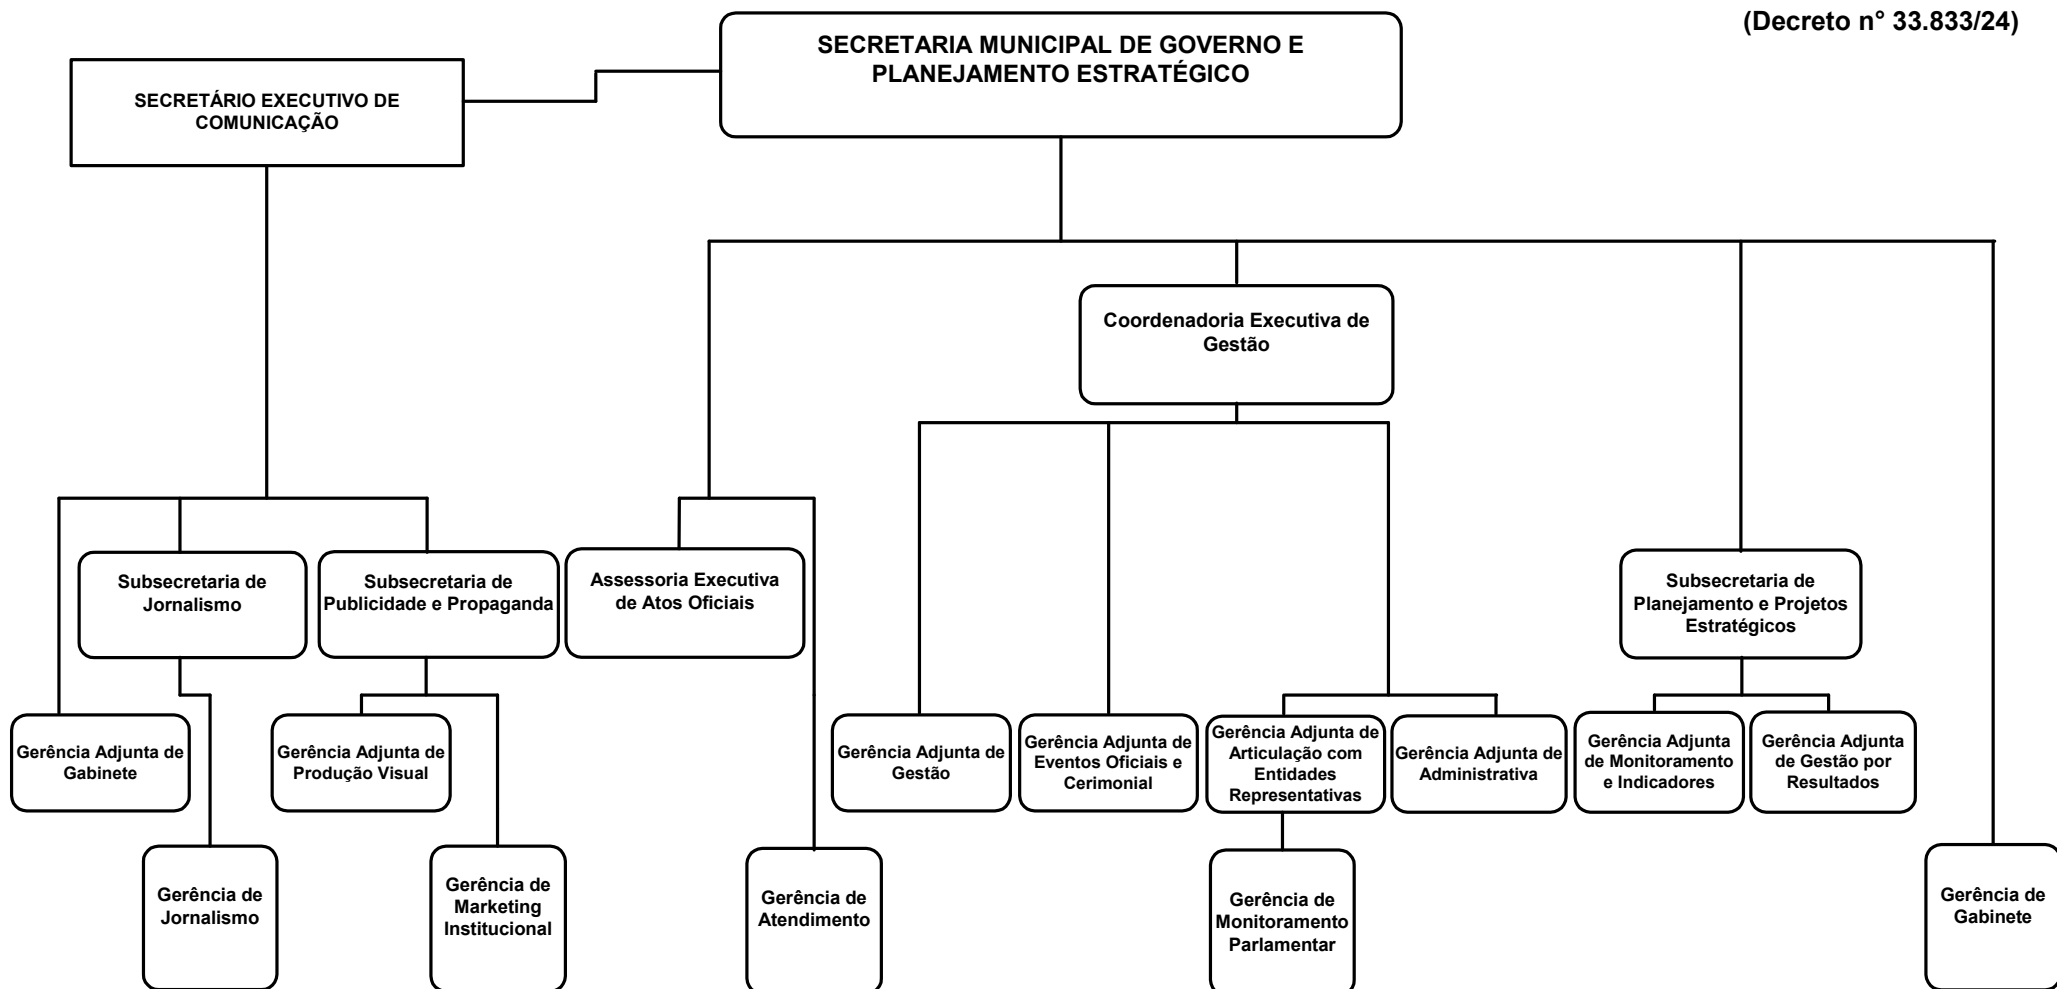 (Decreto n° 33.833/24)
SECRETARIA MUNICIPAL DE GOVERNO E
PLANEJAMENTO ESTRATÉGICO
SECRETÁRIO EXECUTIVO DE
COMUNICAÇÃO
Coordenadoria Executiva de
Gestão
Subsecretaria de
Jornalismo
Subsecretaria de
Publicidade e Propaganda
Assessoria Executiva
de Atos Oficiais
Subsecretaria de
Planejamento e Projetos
Estratégicos
Gerência Adjunta de
Gabinete
Gerência Adjunta de
Produção Visual
Gerência Adjunta de
Gestão
Gerência Adjunta de
Eventos Oficiais e
Cerimonial
Gerência Adjunta de
Articulação com
Entidades
Representativas
Gerência Adjunta de
Administrativa
Gerência Adjunta
de Monitoramento
e Indicadores
Gerência Adjunta
de Gestão por
Resultados
Gerência de
Jornalismo
Gerência de
Marketing
Institucional
Gerência de
Atendimento
Gerência de
Monitoramento
Parlamentar
Gerência de
Gabinete